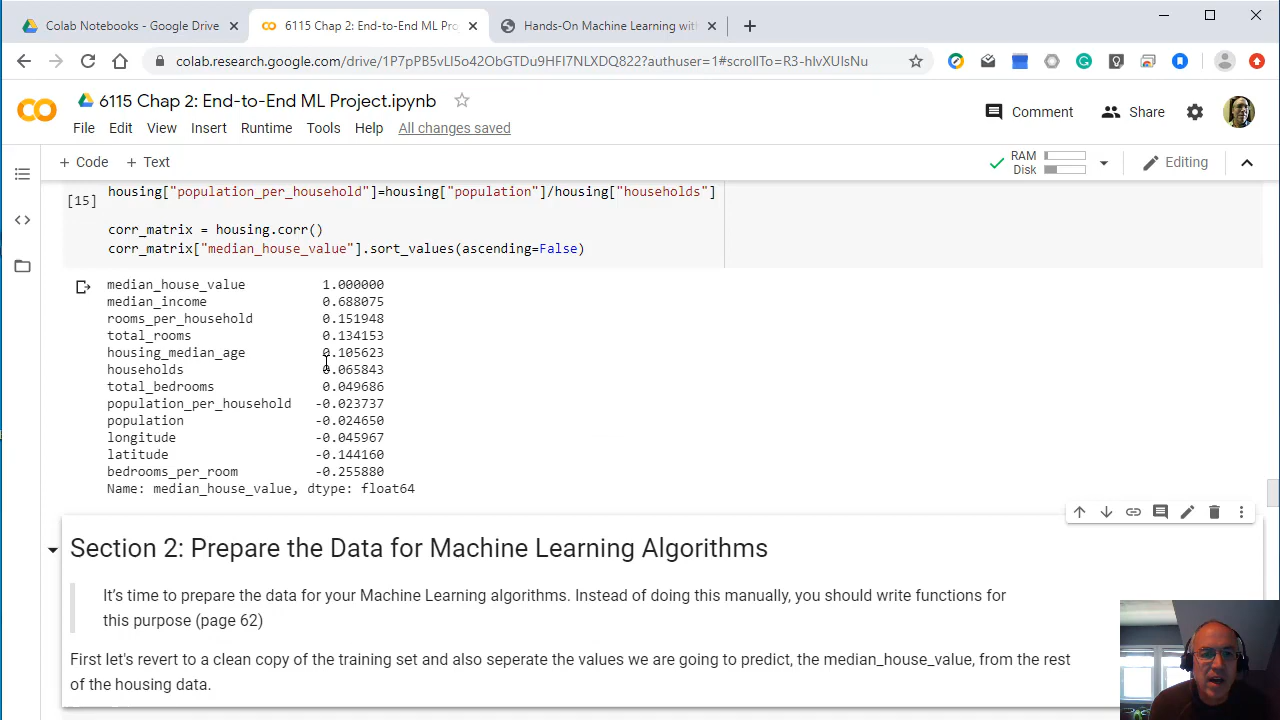 Colab Notebooks - Google Drive
6115 Chap 2: End-to-End ML Pro
Hands-On Machine Learning with
colab.research.google.com/drive/1P7pPB5vLI5o42ObGTDu9HFI7NLXDQ822?authuser=1#scrollTo=R3-hlvXUIsNu
6115 Chap 2: End-to-End ML Project.ipynb
Comment
Share
File Edit View Insert Runtime Tools Help All changes saved
+ Code + Text
RAM
Disk
Editing
housing["population_per_household"]=housing["population"]/housing["households"]
[15]
corr_matrix = housing.corr()
corr_matrix["median_house_value"].sort_values(ascending=False)
median_house_value 1.000000
median_income 0.688075
rooms_per_household 0.151948
total_rooms 0.134153
housing_median_age 0.105623
households 0.065843
total_bedrooms 0.049686
population_per_household -0.023737
population -0.024650
longitude -0.045967
latitude -0.144160
bedrooms_per_room -0.255880
Name: median_house_value, dtype: float64
Section 2: Prepare the Data for Machine Learning Algorithms
It's time to prepare the data for your Machine Learning algorithms. Instead of doing this manually, you should write functions for
this purpose (page 62)
First let's revert to a clean copy of the training set and also seperate the values we are going to predict, the median_house_value, from the rest
of the housing data.